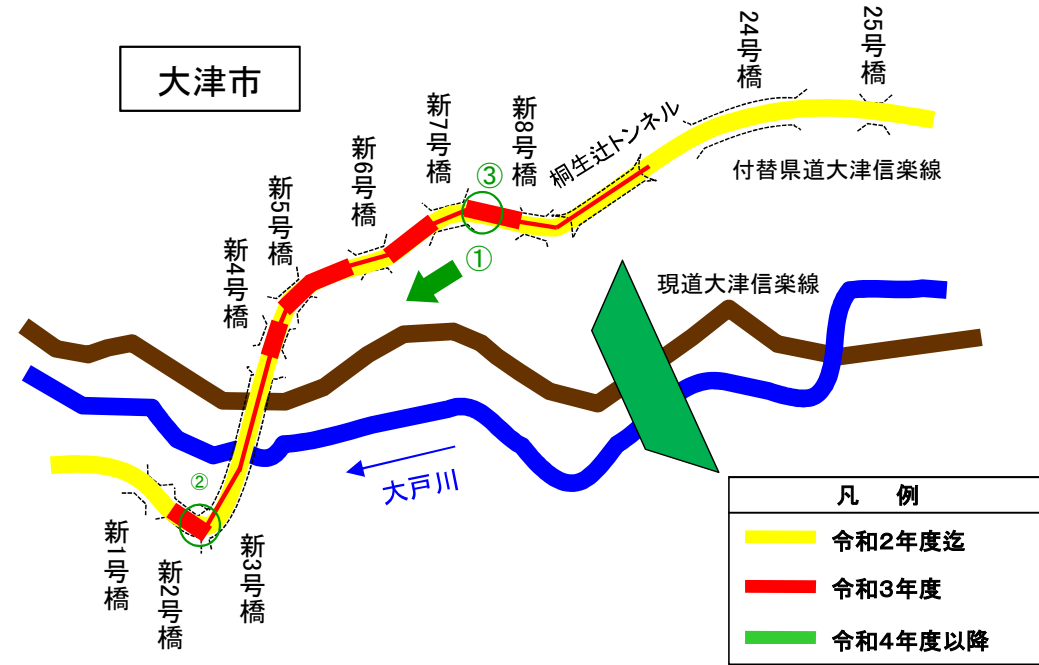 大津市
24号橋
25号橋
新7号橋
新8号橋
桐生辻トンネル
付替県道大津信楽線
新6号橋
③
新5号橋
新4号橋
①
現道大津信楽線
大戸川
②
新1号橋
新2号橋
新3号橋
凡 例
令和2年度迄
令和3年度
令和4年度以降